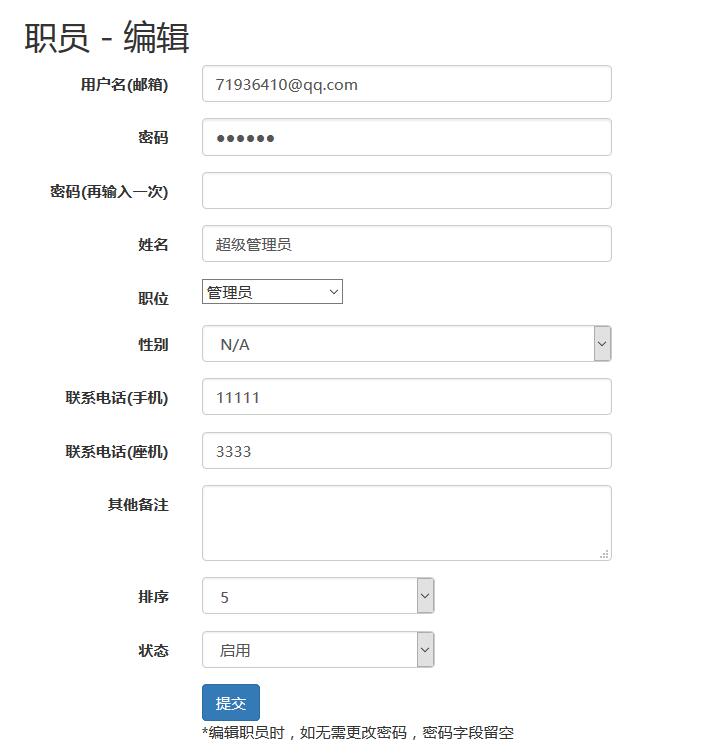 职员 - 编辑
用户名(邮箱) 71936410@qq.com
密码 ●●●●●●
密码(再输入一次)
姓名 超级管理员
职位 管理员
性别 N/A
联系电话(手机) 11111
联系电话(座机) 3333
其他备注
排序 5
状态 启用
提交
*编辑职员时，如无需更改密码，密码字段留空